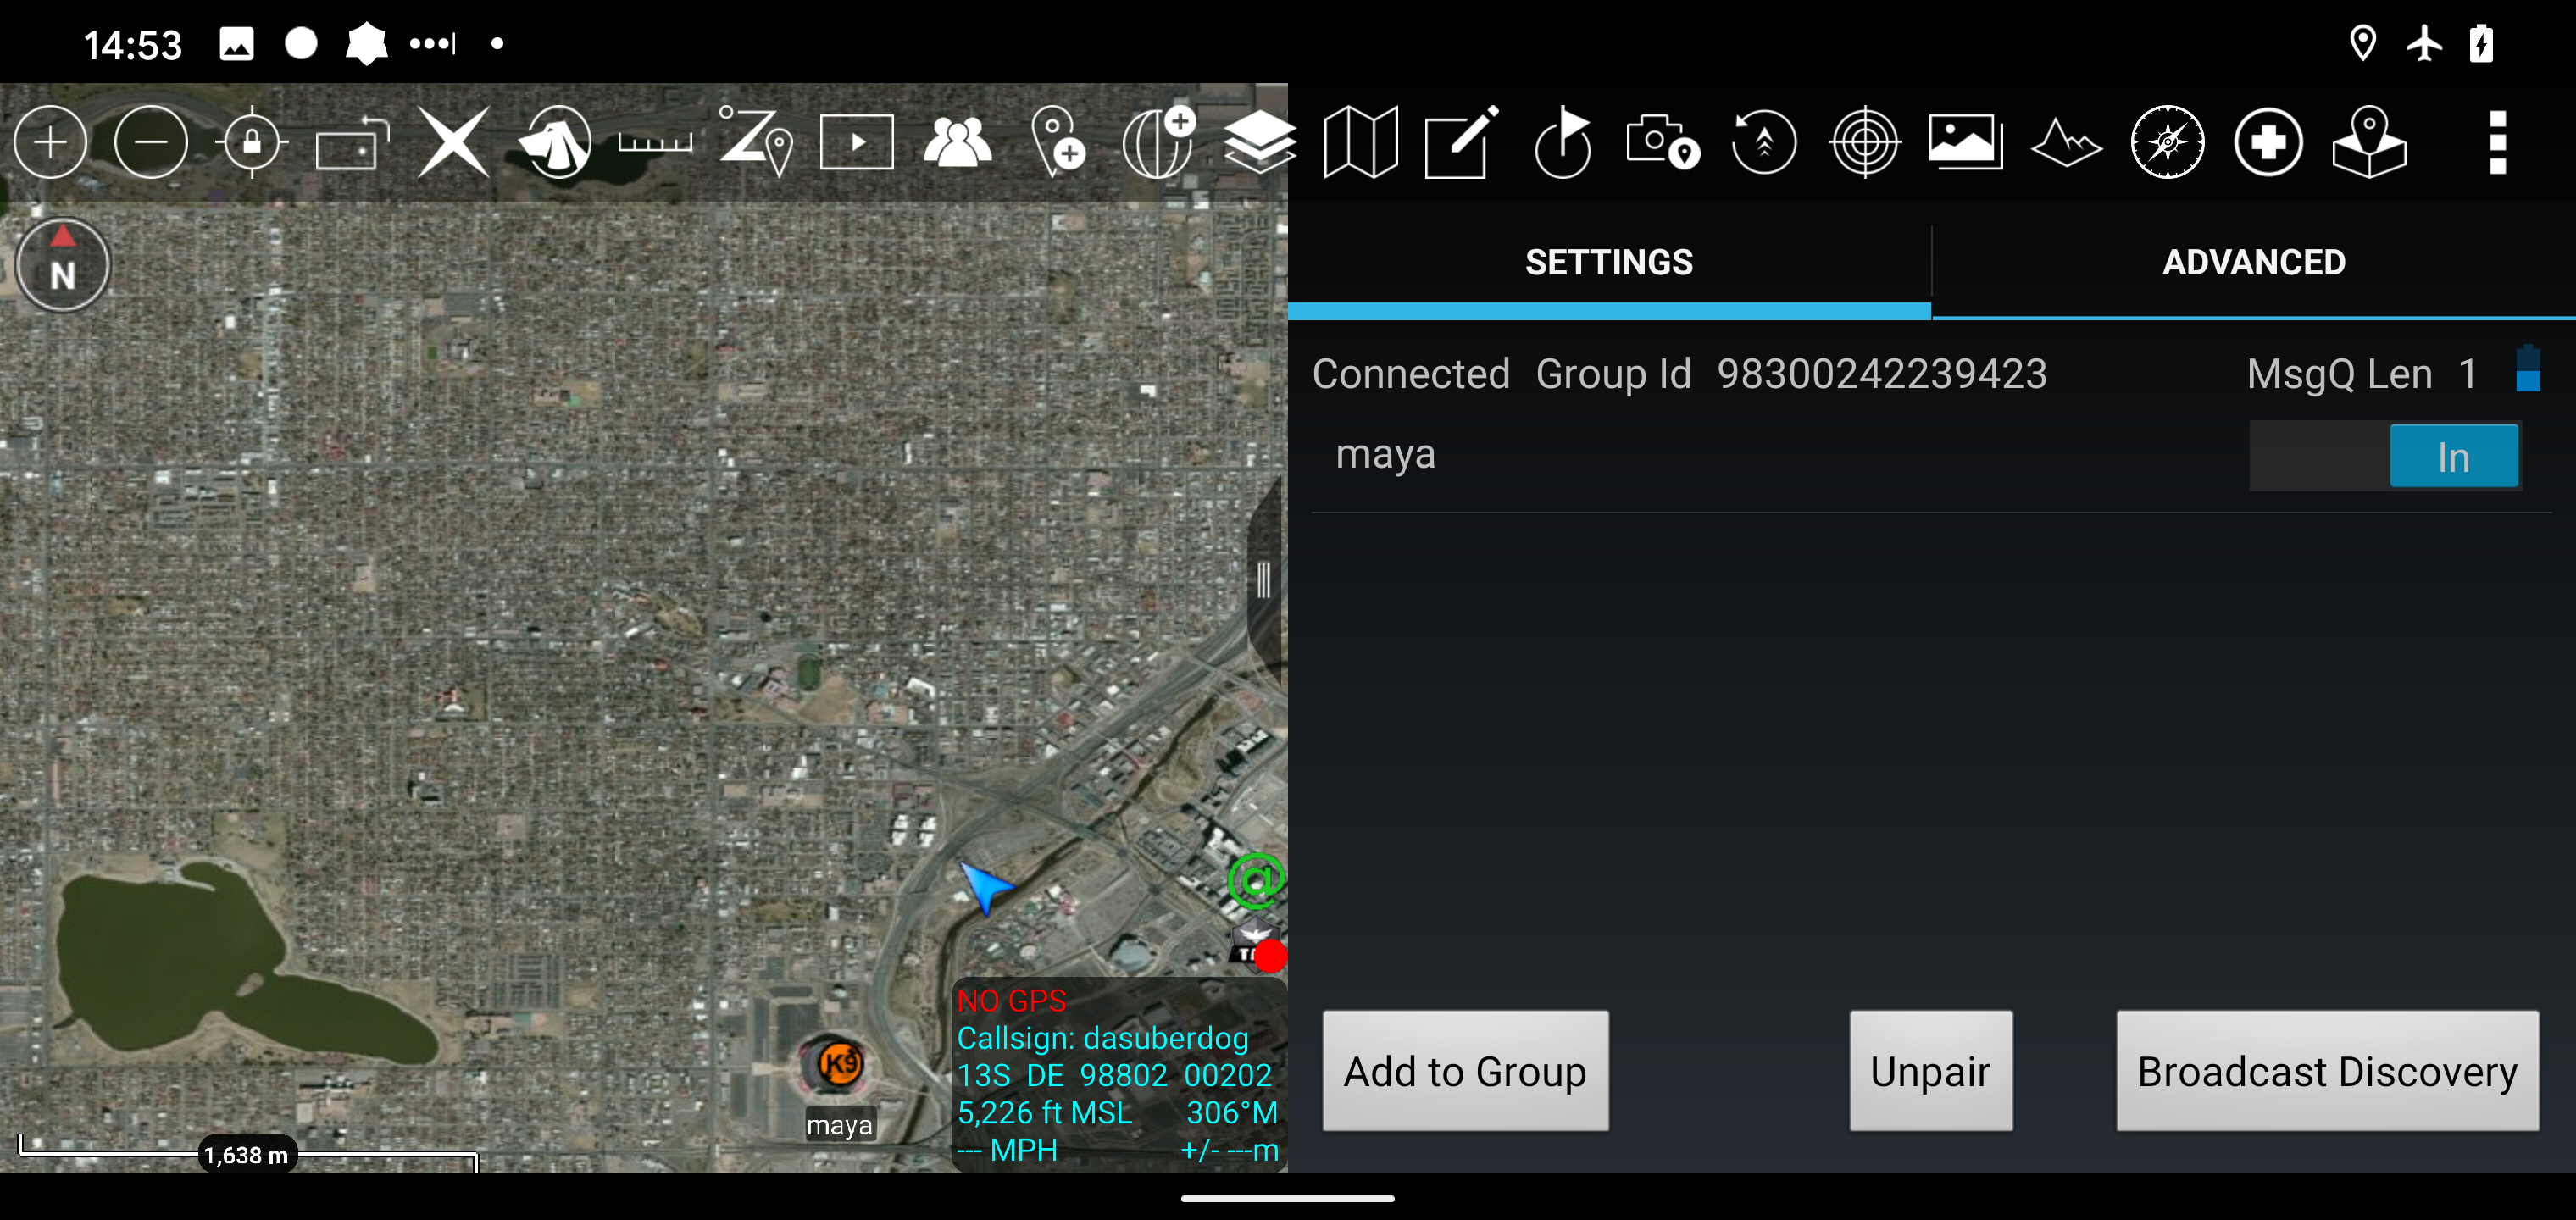 14:53
N
SETTINGS
ADVANCED
Connected Group Id 98300242239423 MsgQ Len 1
maya
In
@
NO GPS
Callsign: dasuberdog
13S DE 98802 00202
5,226 ft MSL 306°M
--- MPH +/- ---m
K9
maya
1,638 m
Add to Group
Unpair
Broadcast Discovery